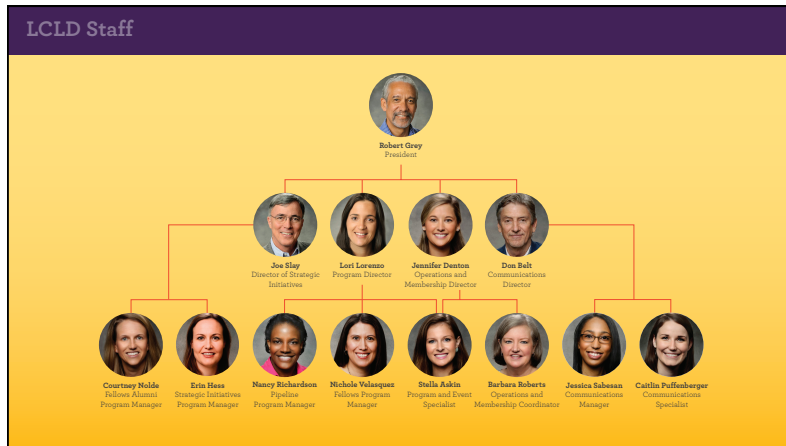 LCLD Staff
Robert Grey
President
Joe Slay
Director of Strategic
Initiatives
Lori Lorenzo
Program Director
Jennifer Denton
Operations and
Membership Director
Don Belt
Communications
Director
Courtney Nolde
Fellows Alumni
Program Manager
Erin Hess
Strategic Initiatives
Program Manager
Nancy Richardson
Pipeline
Program Manager
Nichole Velasquez
Fellows Program
Manager
Stella Askin
Program and Event
Specialist
Barbara Roberts
Operations and
Membership Coordinator
Jessica Sabesan
Communications
Manager
Caitlin Puffenberger
Communications
Specialist